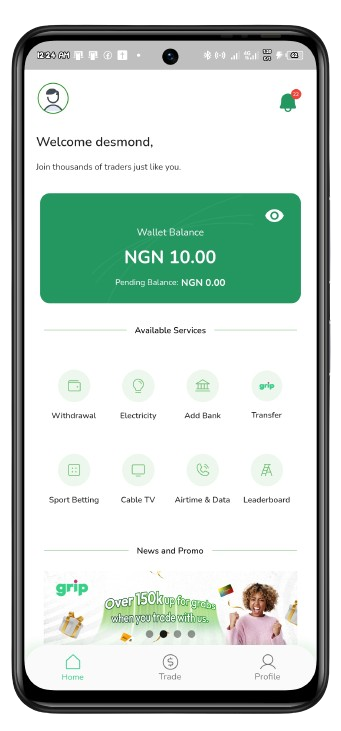 12:24 AM
23
Welcome desmond,
Join thousands of traders just like you.
Wallet Balance
NGN 10.00
Pending Balance: NGN 0.00
Available Services
grip
Withdrawal Electricity Add Bank Transfer
Sport Betting Cable TV Airtime & Data Leaderboard
News and Promo
grip
Over 150k up for grabs
when you trade with us.
Home Trade Profile